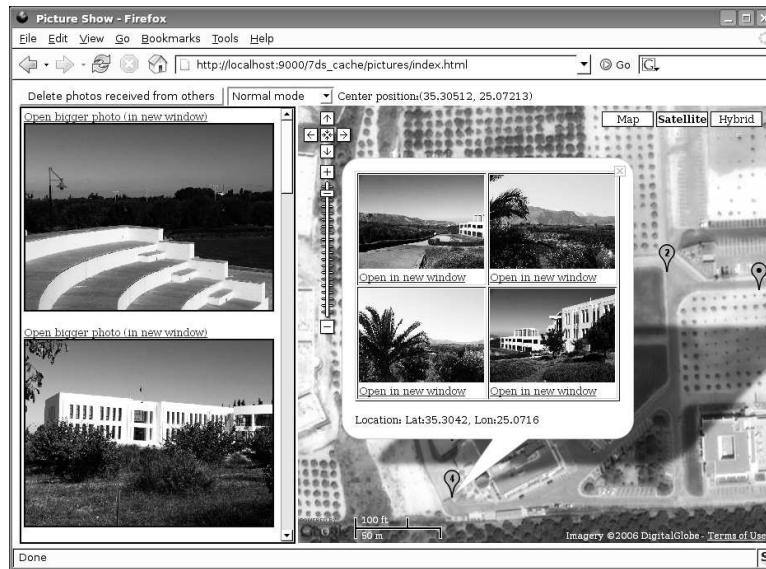 Picture Show - Firefox
File Edit View Go Bookmarks Tools Help
http://localhost:9000/7ds_cache/pictures/index.html
Go
G
Delete photos received from others
Normal mode
Center position:(35.30512, 25.07213)
Open bigger photo (in new window)
Open bigger photo (in new window)
Map
Satellite
Hybrid
Open in new window
Open in new window
Open in new window
Open in new window
Location: Lat:35.3042, Lon:25.0716
2
4
100 ft
50 m
Imagery ©2006 DigitalGlobe - Terms of Use
Done
S